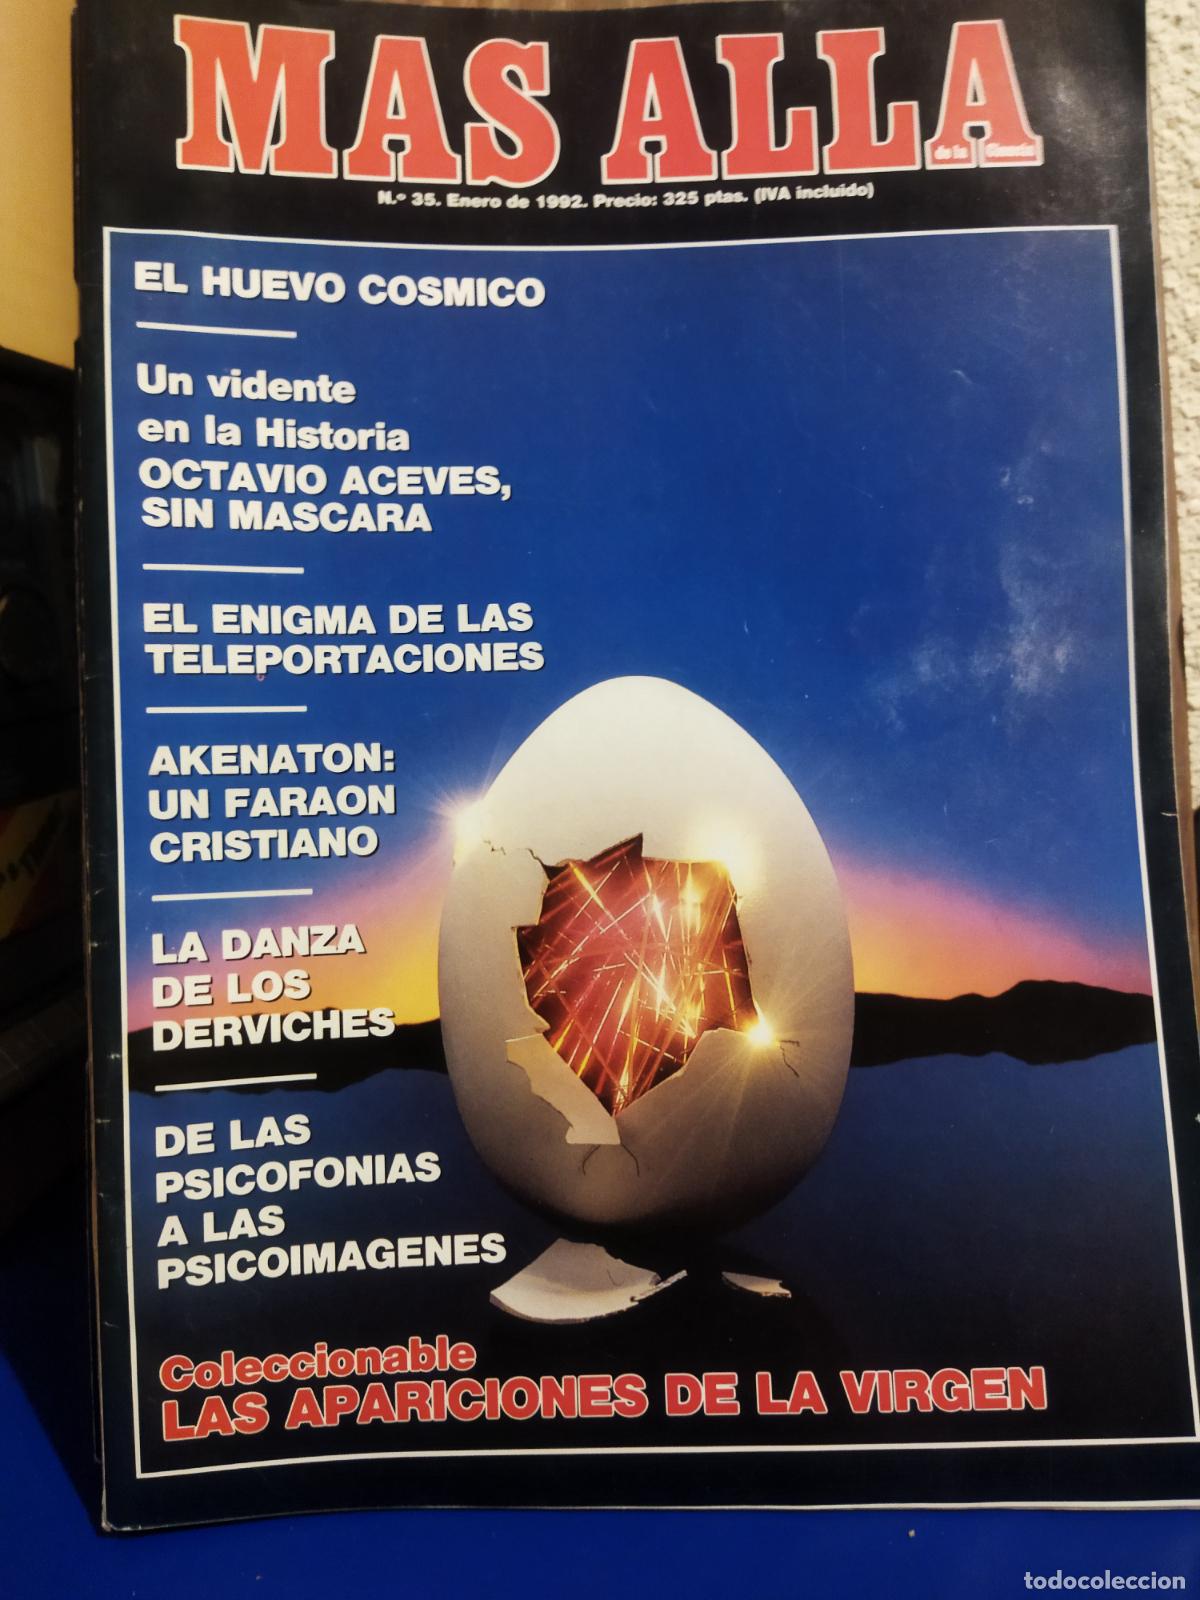 MAS ALLA
de la Ciencia
N.º 35. Enero de 1992. Precio: 325 ptas. (IVA incluido)
EL HUEVO COSMICO
Un vidente
en la Historia
OCTAVIO ACEVES,
SIN MASCARA
EL ENIGMA DE LAS
TELEPORTACIONES
AKENATON:
UN FARAON
CRISTIANO
LA DANZA
DE LOS
DERVICHES
DE LAS
PSICOFONIAS
A LAS
PSICOIMAGENES
Coleccionable
LAS APARICIONES DE LA VIRGEN
todocoleccion